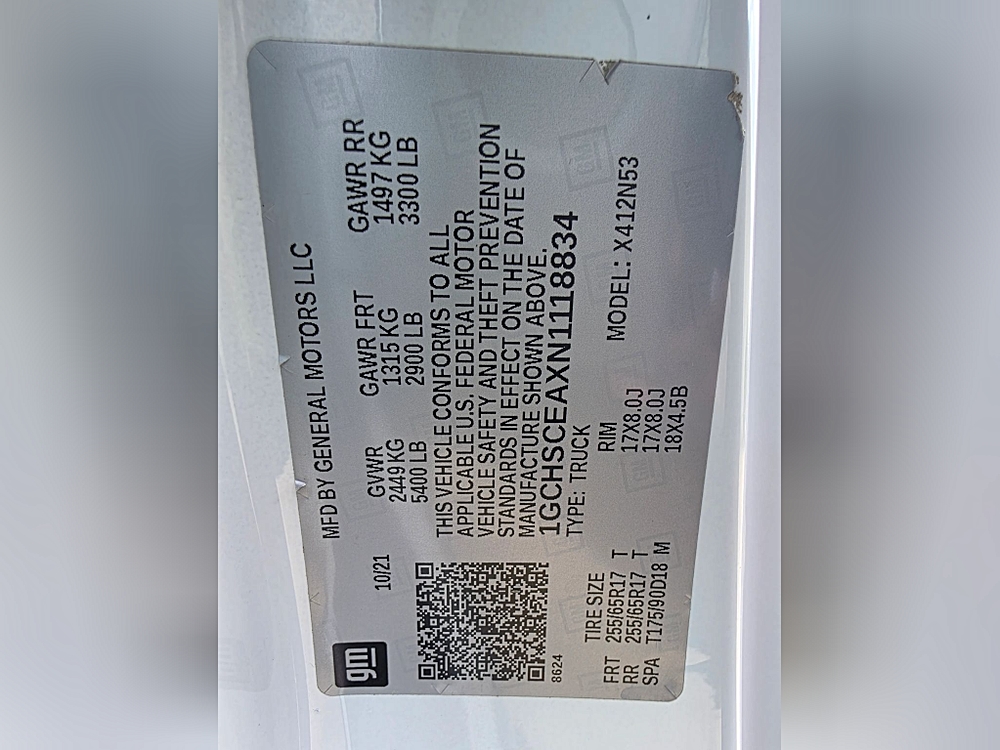 gm
MFD BY GENERAL MOTORS LLC
10/21
GVWR GAWR FRT GAWR RR
2449 KG 1315 KG 1497 KG
5400 LB 2900 LB 3300 LB
THIS VEHICLE CONFORMS TO ALL
APPLICABLE U.S. FEDERAL MOTOR
VEHICLE SAFETY AND THEFT PREVENTION
STANDARDS IN EFFECT ON THE DATE OF
MANUFACTURE SHOWN ABOVE.
1GCHSCEAXN1118834
8624
TYPE: TRUCK MODEL: X412N53
TIRE SIZE RIM
FRT 255/65R17 T 17X8.0J
RR 255/65R17 T 17X8.0J
SPA T175/90D18 M 18X4.5B